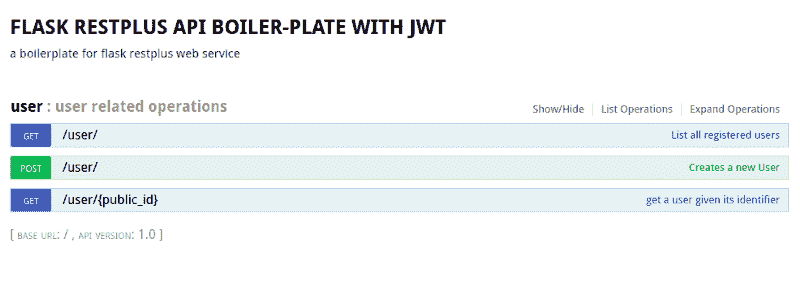 FLASK RESTPLUS API BOILER-PLATE WITH JWT
a boilerplate for flask restplus web service
user : user related operations Show/Hide List Operations Expand Operations
GET /user/ List all registered users
POST /user/ Creates a new User
GET /user/{public_id} get a user given its identifier
[ BASE URL: / , API VERSION: 1.0 ]